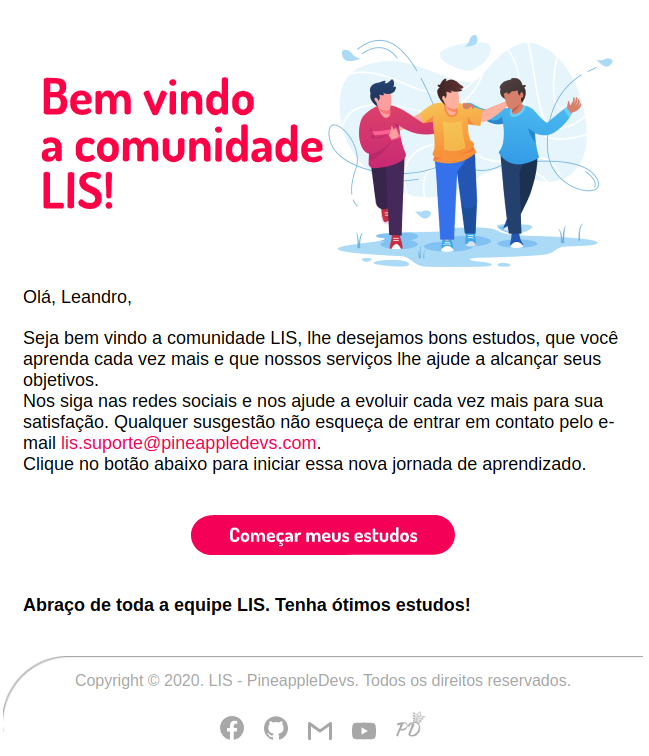 Bem vindo
a comunidade
LIS!
Olá, Leandro,
Seja bem vindo a comunidade LIS, lhe desejamos bons estudos, que você
aprenda cada vez mais e que nossos serviços lhe ajude a alcançar seus
objetivos.
Nos siga nas redes sociais e nos ajude a evoluir cada vez mais para sua
satisfação. Qualquer susgestão não esqueça de entrar em contato pelo e-
mail lis.suporte@pineappledevs.com.
Clique no botão abaixo para iniciar essa nova jornada de aprendizado.
Começar meus estudos
Abraço de toda a equipe LIS. Tenha ótimos estudos!
Copyright © 2020. LIS - PineappleDevs. Todos os direitos reservados.
PD